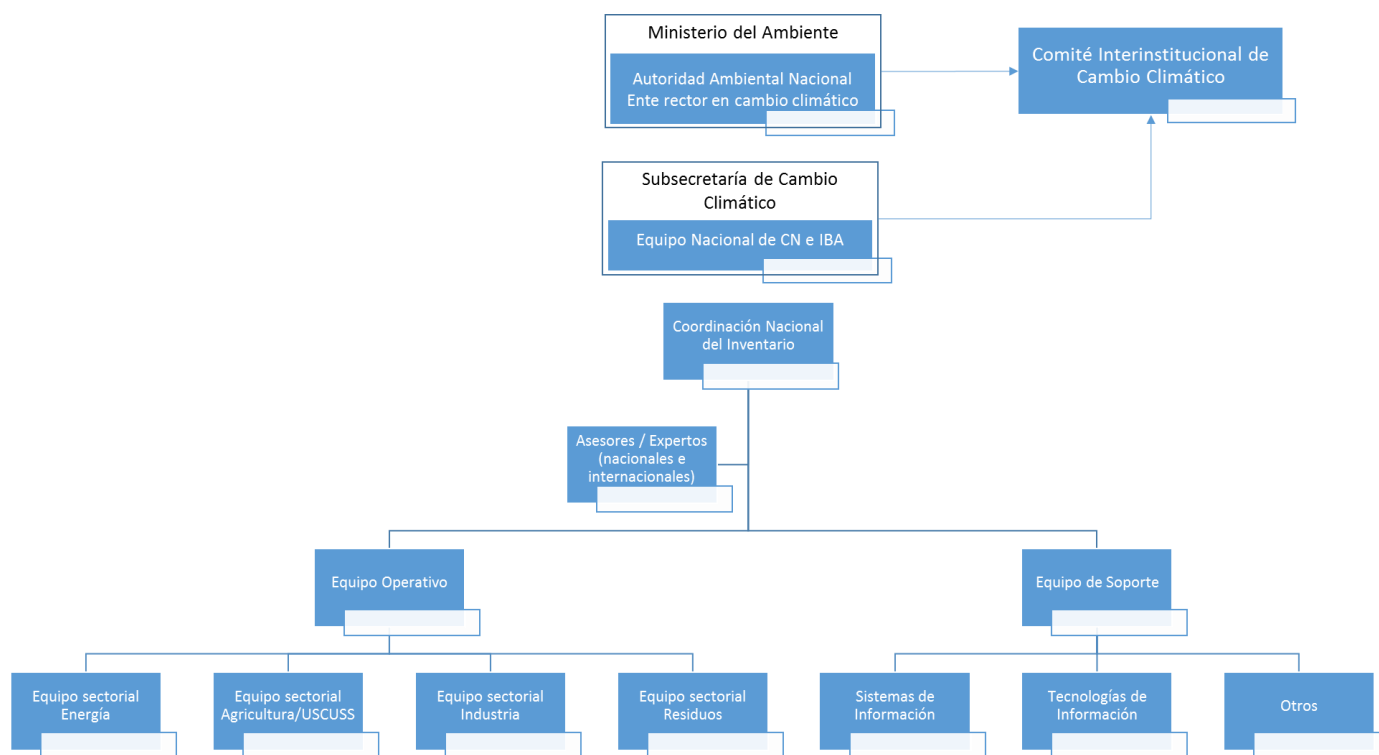 Ministerio del Ambiente
Autoridad Ambiental Nacional
Ente rector en cambio climático
Comité Interinstitucional de
Cambio Climático
Subsecretaría de Cambio
Climático
Equipo Nacional de CN e IBA
Coordinación Nacional
del Inventario
Asesores / Expertos
(nacionales e
internacionales)
Equipo Operativo
Equipo de Soporte
Equipo sectorial
Energía
Equipo sectorial
Agricultura/USCUSS
Equipo sectorial
Industria
Equipo sectorial
Residuos
Sistemas de
Información
Tecnologías de
Información
Otros